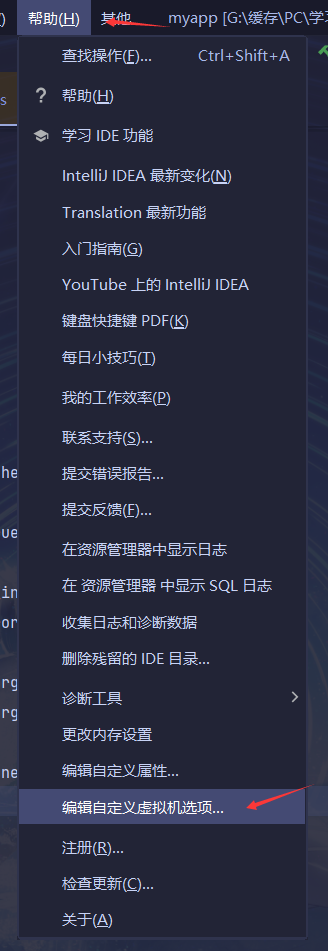 帮助(H) 其他 myapp [G:\缓存\PC\学
查找操作(F)... Ctrl+Shift+A
帮助(H)
学习 IDE 功能
IntelliJ IDEA 最新变化(N)
Translation 最新功能
入门指南(G)
YouTube 上的 IntelliJ IDEA
键盘快捷键 PDF(K)
每日小技巧(T)
我的工作效率(P)
联系支持(S)...
提交错误报告...
提交反馈(F)...
在资源管理器中显示日志
在 资源管理器 中显示 SQL 日志
收集日志和诊断数据
删除残留的 IDE 目录...
诊断工具
更改内存设置
编辑自定义属性...
编辑自定义虚拟机选项...
注册(R)...
检查更新(C)...
关于(A)